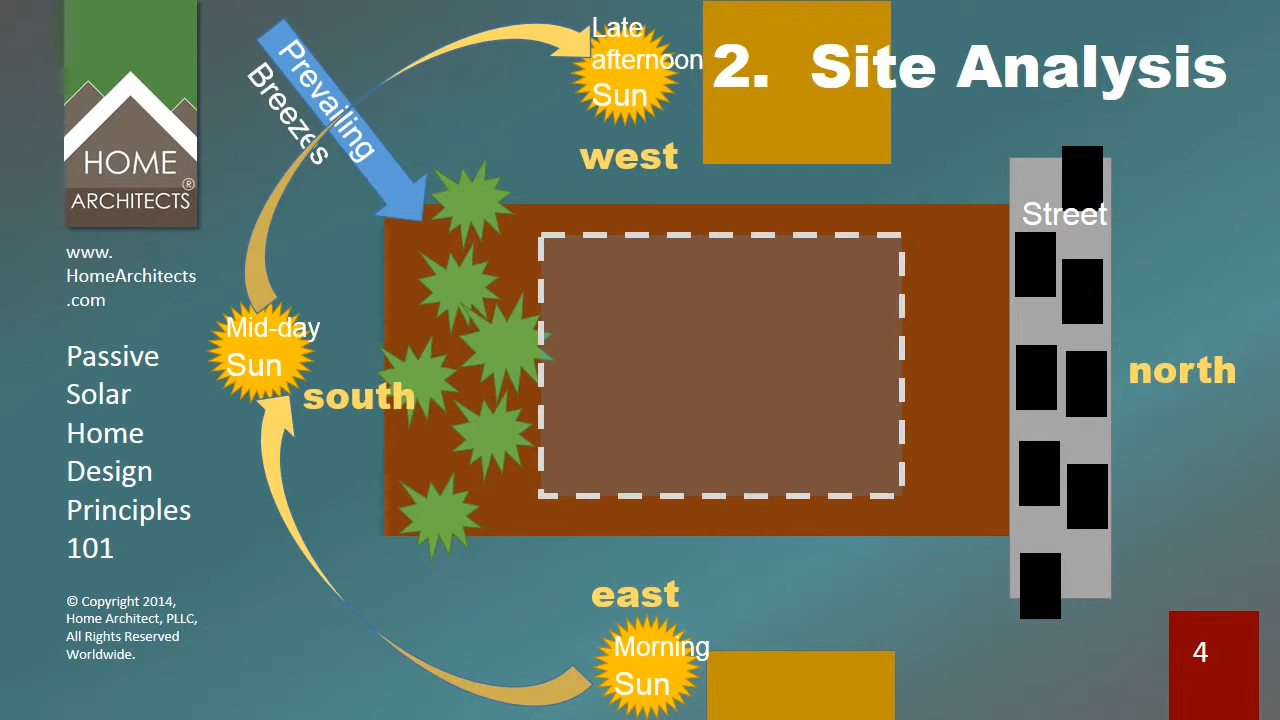 HOME
®
ARCHITECTS
www.
HomeArchitects
.com
Passive
Solar
Home
Design
Principles
101
© Copyright 2014,
Home Architect, PLLC,
All Rights Reserved
Worldwide.
2. Site Analysis
Prevailing
Breezes
Late
afternoon
Sun
west
Street
Mid-day
Sun
south
north
east
Morning
Sun
4